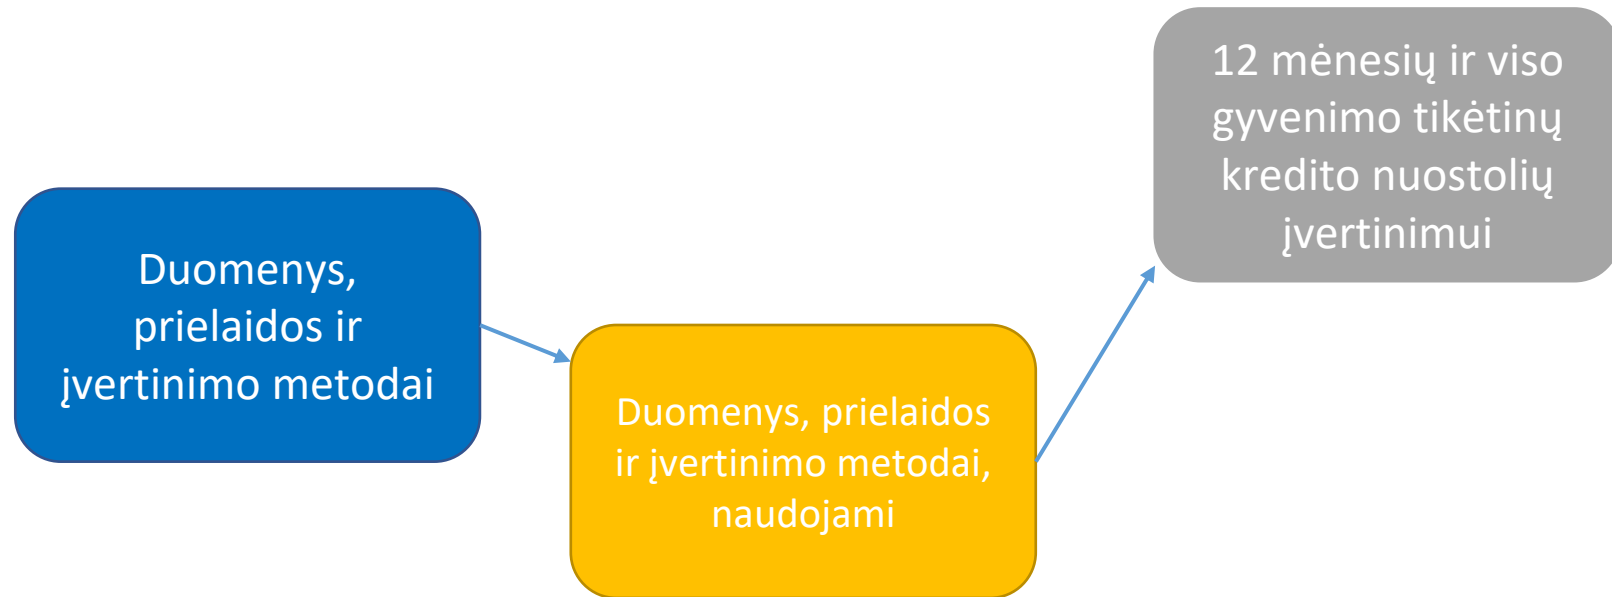 Duomenys,
prielaidos ir
įvertinimo metodai
Duomenys, prielaidos
ir įvertinimo metodai,
naudojami
12 mėnesių ir viso
gyvenimo tikėtinų
kredito nuostolių
įvertinimui